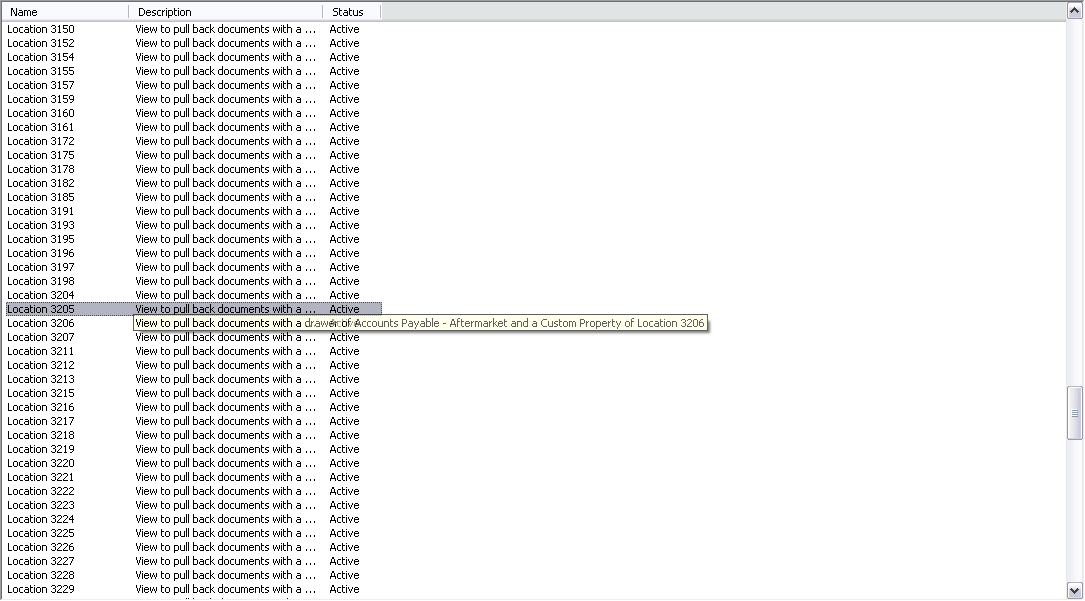 Name Description Status
Location 3150 View to pull back documents with a ... Active
Location 3152 View to pull back documents with a ... Active
Location 3154 View to pull back documents with a ... Active
Location 3155 View to pull back documents with a ... Active
Location 3157 View to pull back documents with a ... Active
Location 3159 View to pull back documents with a ... Active
Location 3160 View to pull back documents with a ... Active
Location 3161 View to pull back documents with a ... Active
Location 3172 View to pull back documents with a ... Active
Location 3175 View to pull back documents with a ... Active
Location 3178 View to pull back documents with a ... Active
Location 3182 View to pull back documents with a ... Active
Location 3185 View to pull back documents with a ... Active
Location 3191 View to pull back documents with a ... Active
Location 3193 View to pull back documents with a ... Active
Location 3195 View to pull back documents with a ... Active
Location 3196 View to pull back documents with a ... Active
Location 3197 View to pull back documents with a ... Active
Location 3198 View to pull back documents with a ... Active
Location 3204 View to pull back documents with a ... Active
Location 3205 View to pull back documents with a ... Active
Location 3206 View to pull back documents with a drawer of Accounts Payable - Aftermarket and a Custom Property of Location 3206
Location 3207 View to pull back documents with a ... Active
Location 3211 View to pull back documents with a ... Active
Location 3212 View to pull back documents with a ... Active
Location 3213 View to pull back documents with a ... Active
Location 3215 View to pull back documents with a ... Active
Location 3216 View to pull back documents with a ... Active
Location 3217 View to pull back documents with a ... Active
Location 3218 View to pull back documents with a ... Active
Location 3219 View to pull back documents with a ... Active
Location 3220 View to pull back documents with a ... Active
Location 3221 View to pull back documents with a ... Active
Location 3222 View to pull back documents with a ... Active
Location 3223 View to pull back documents with a ... Active
Location 3224 View to pull back documents with a ... Active
Location 3225 View to pull back documents with a ... Active
Location 3226 View to pull back documents with a ... Active
Location 3227 View to pull back documents with a ... Active
Location 3228 View to pull back documents with a ... Active
Location 3229 View to pull back documents with a ... Active